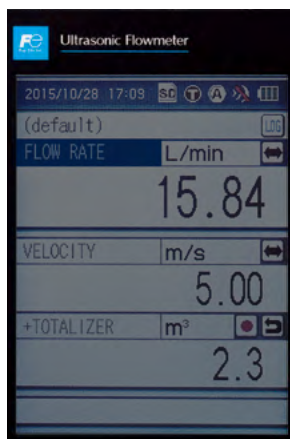 Fe
Ultrasonic Flowmeter
2015/10/28 17:09 SD T A
(default) LOG
FLOW RATE L/min
15.84
VELOCITY m/s
5.00
+TOTALIZER m³
2.3